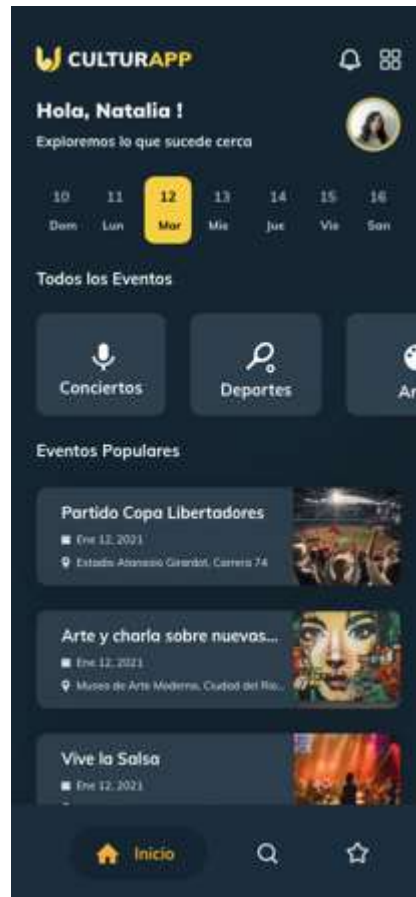 CULTURAPP
Hola, Natalia !
Exploremos lo que sucede cerca
10 11 12 13 14 15 16
Dom Lun Mar Mie Jue Vie San
Todos los Eventos
Conciertos Deportes Ar
Eventos Populares
Partido Copa Libertadores
Ene 12, 2021
Estadio Atanasio Girardot, Carrera 74
Arte y charla sobre nuevas...
Ene 12, 2021
Museo de Arte Moderno, Ciudad del Rio...
Vive la Salsa
Ene 12, 2021
Inicio